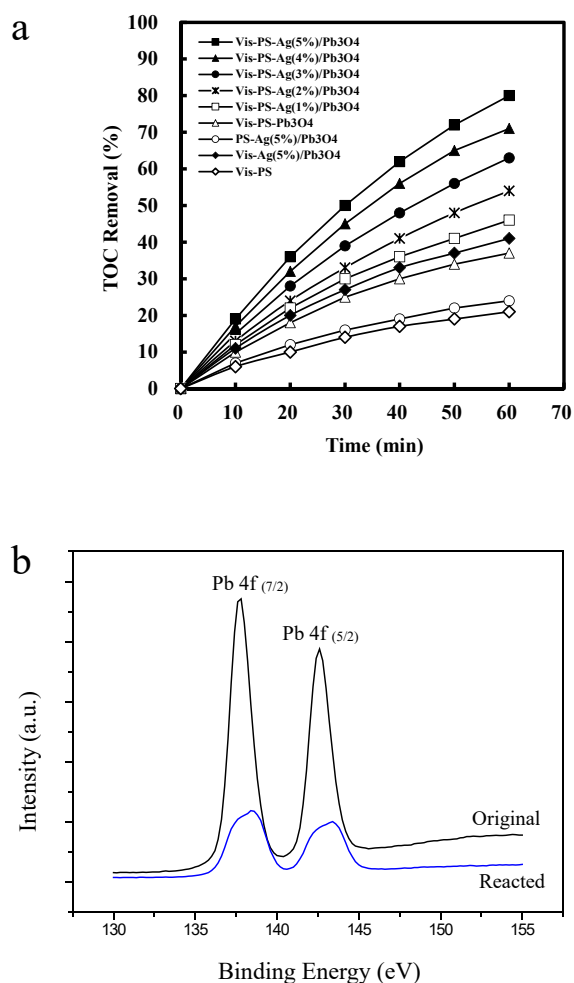 a
100
90
80
70
60
50
40
30
20
10
0
TOC Removal (%)
Vis-PS-Ag(5%)/Pb3O4
Vis-PS-Ag(4%)/Pb3O4
Vis-PS-Ag(3%)/Pb3O4
Vis-PS-Ag(2%)/Pb3O4
Vis-PS-Ag(1%)/Pb3O4
Vis-PS-Pb3O4
PS-Ag(5%)/Pb3O4
Vis-Ag(5%)/Pb3O4
Vis-PS
0 10 20 30 40 50 60 70
Time (min)
b
Pb 4f (7/2)
Pb 4f (5/2)
Intensity (a.u.)
Original
Reacted
130 135 140 145 150 155
Binding Energy (eV)